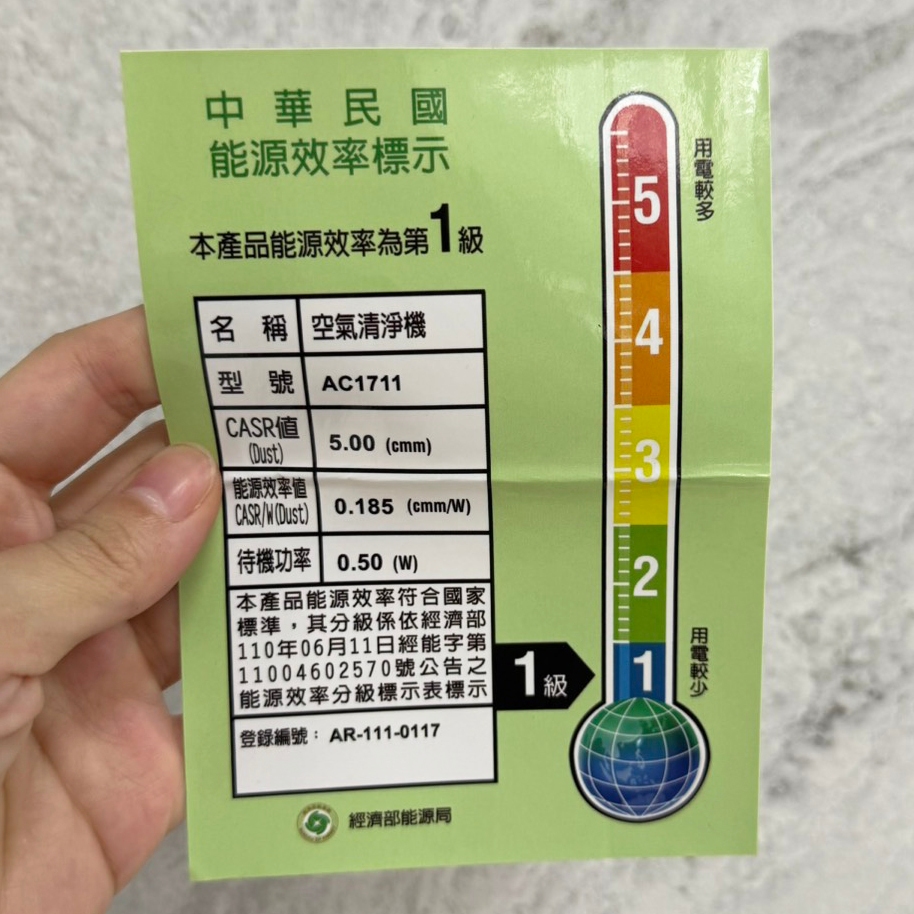 中華民國
能源效率標示
本產品能源效率為第1級
名稱 空氣清淨機
型號 AC1711
CASR值
(Dust)
5.00 (cmm)
能源效率值
CASR/W(Dust)
0.185 (cmm/W)
待機功率 0.50 (W)
本產品能源效率符合國家
標準，其分級係依經濟部
110年06月11日經能字第
11004602570號公告之
能源效率分級標示表標示
登錄編號： AR-111-0117
經濟部能源局
用電較多
5
4
3
2
1
1級
用電較少